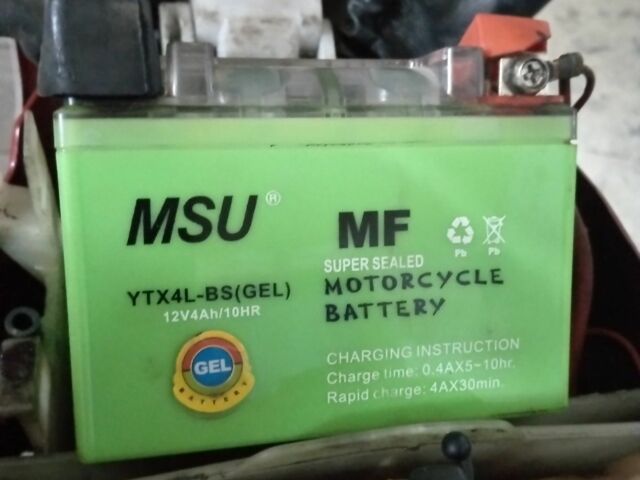 MSU ®
MF
SUPER SEALED
MOTORCYCLE
BATTERY
Pb Pb
YTX4L-BS(GEL)
12V4Ah/10HR
GEL
BATTERY
CHARGING INSTRUCTION
Charge time: 0.4AX5~10hr.
Rapid charge: 4AX30min.